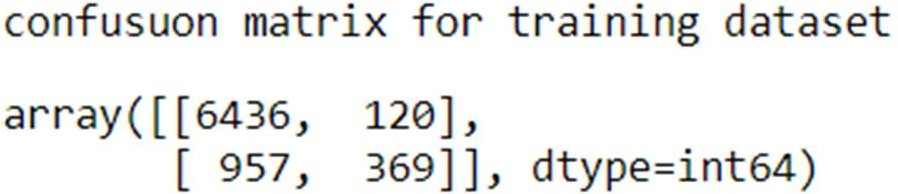 confusuon matrix for training dataset
array([[6436,  120],
       [ 957,  369]], dtype=int64)